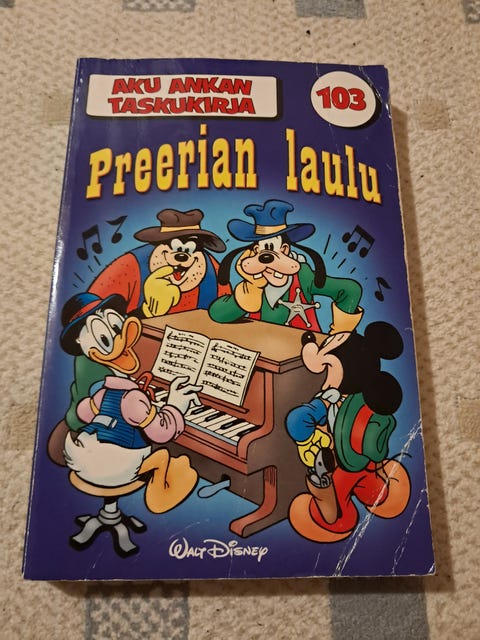 AKU ANKAN
TASKUKIRJA
103
Preerian laulu
WALT DISNEY